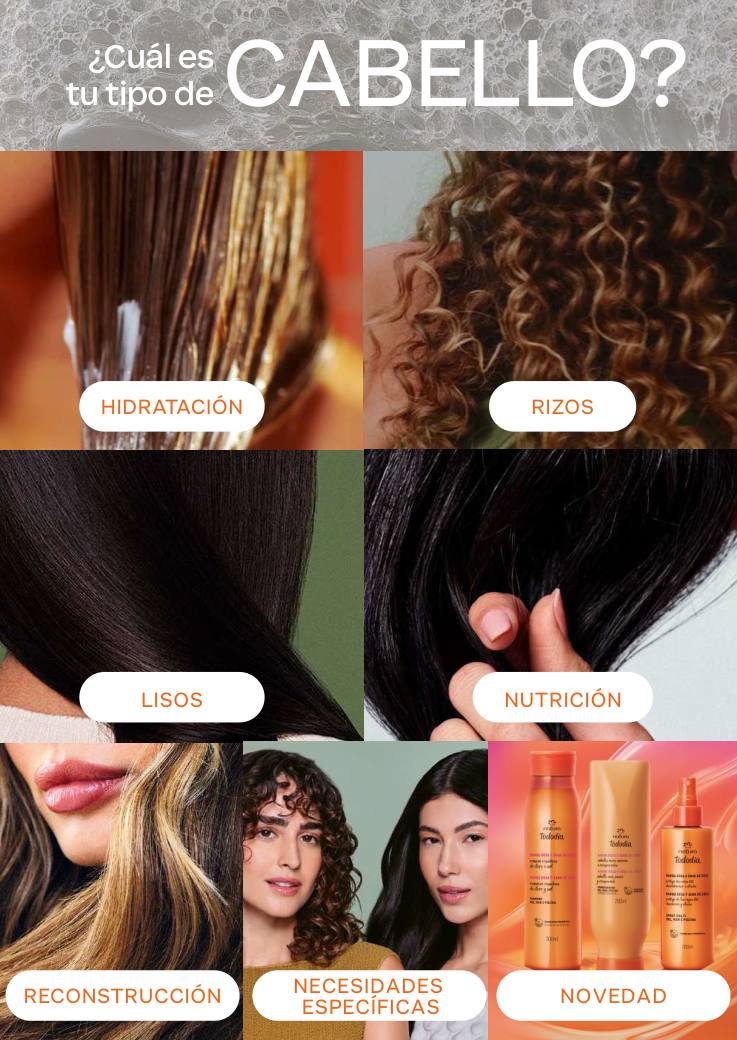 ¿Cuál es
tu tipo de
CABELLO?
HIDRATACIÓN
RIZOS
LISOS
NUTRICIÓN
RECONSTRUCCIÓN
NECESIDADES
ESPECÍFICAS
natura
Tododia
300ml
natura
Tododia
natura
Tododia
NOVEDAD